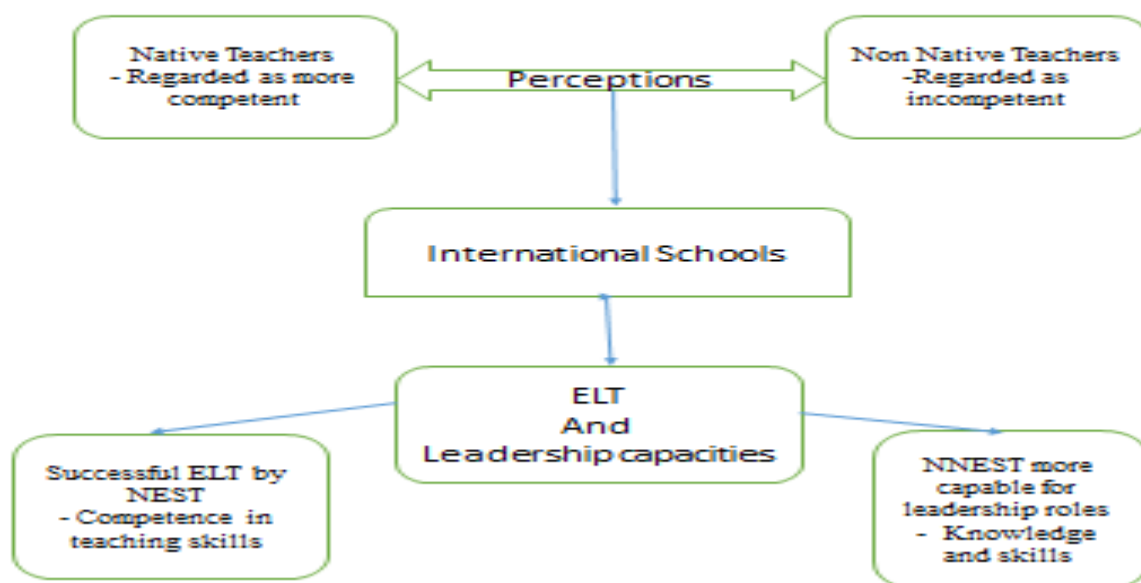 Native Teachers
- Regarded as more
competent
Perceptions
Non Native Teachers
-Regarded as
incompetent
International Schools
ELT
And
Leadership capacities
Successful ELT by
NEST
- Competence in
teaching skills
NNEST more
capable for
leadership roles
- Knowledge
and skills